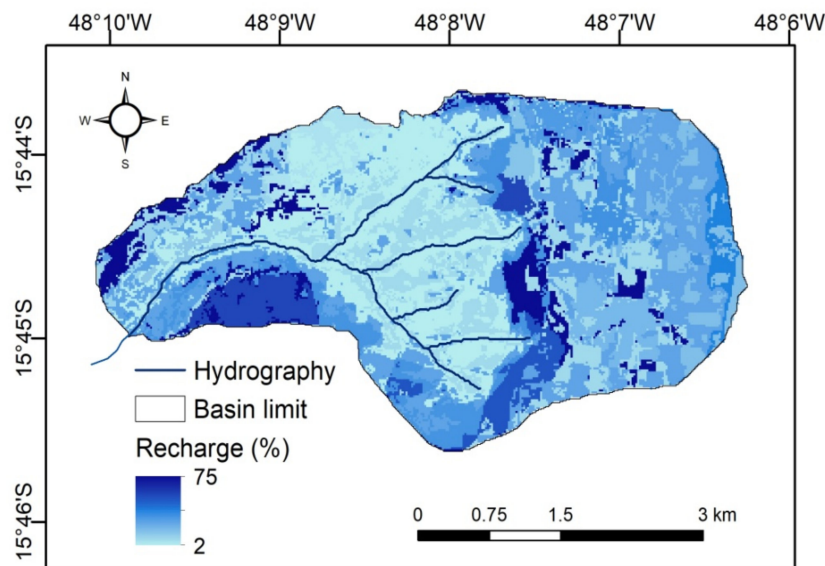 48°10'W 48°9'W 48°8'W 48°7'W 48°6'W
N
W E
S
15°44'S
15°45'S
15°46'S
Hydrography
Basin limit
Recharge (%)
75
2
0 0.75 1.5 3 km